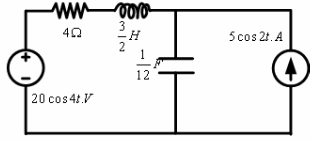 4Ω
3/2 H
5 cos 2t.A
1/12 F
+
−
20 cos 4t.V